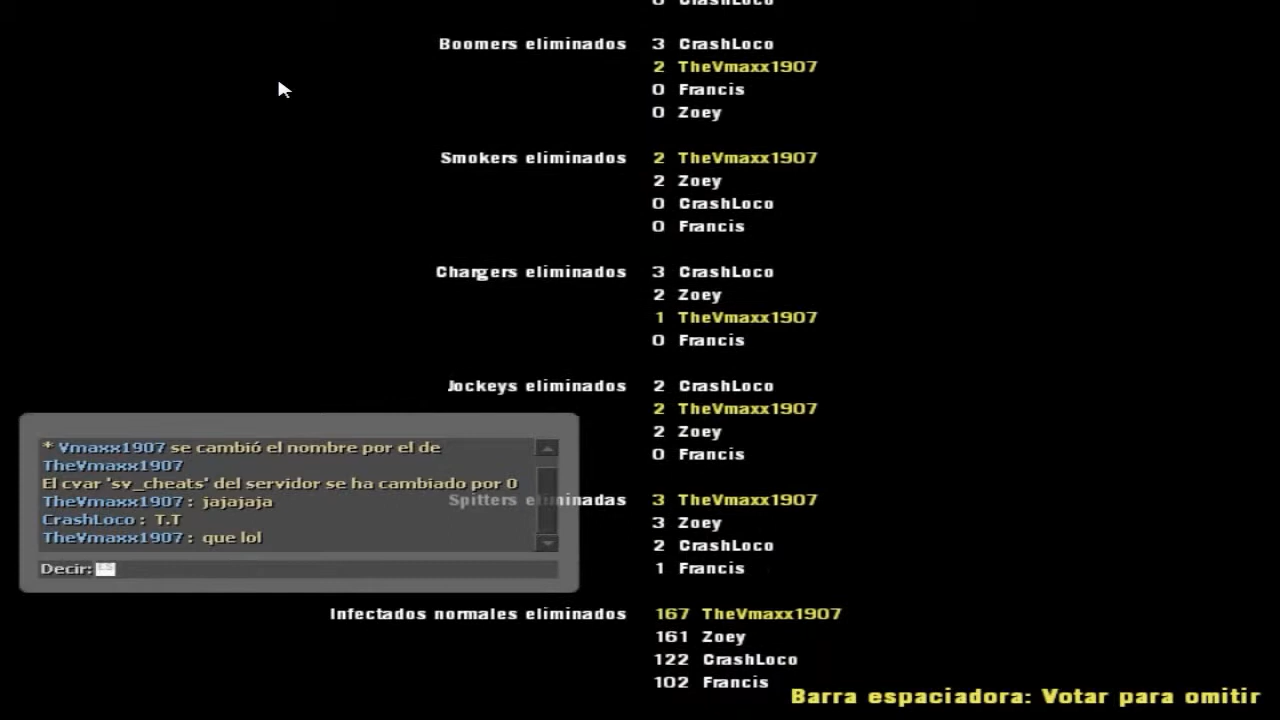 0 CrashLoco
Boomers eliminados 3 CrashLoco
2 TheVmaxx1907
0 Francis
0 Zoey
Smokers eliminados 2 TheVmaxx1907
2 Zoey
0 CrashLoco
0 Francis
Chargers eliminados 3 CrashLoco
2 Zoey
1 TheVmaxx1907
0 Francis
Jockeys eliminados 2 CrashLoco
2 TheVmaxx1907
2 Zoey
0 Francis
* Vmaxx1907 se cambió el nombre por el de
TheVmaxx1907
El cvar 'sv_cheats' del servidor se ha cambiado por 0
TheVmaxx1907 : jajajaja
CrashLoco : T.T
TheVmaxx1907 : que lol
Decir: ES
Spitters eliminadas 3 TheVmaxx1907
3 Zoey
2 CrashLoco
1 Francis
Infectados normales eliminados 167 TheVmaxx1907
161 Zoey
122 CrashLoco
102 Francis
Barra espaciadora: Votar para omitir